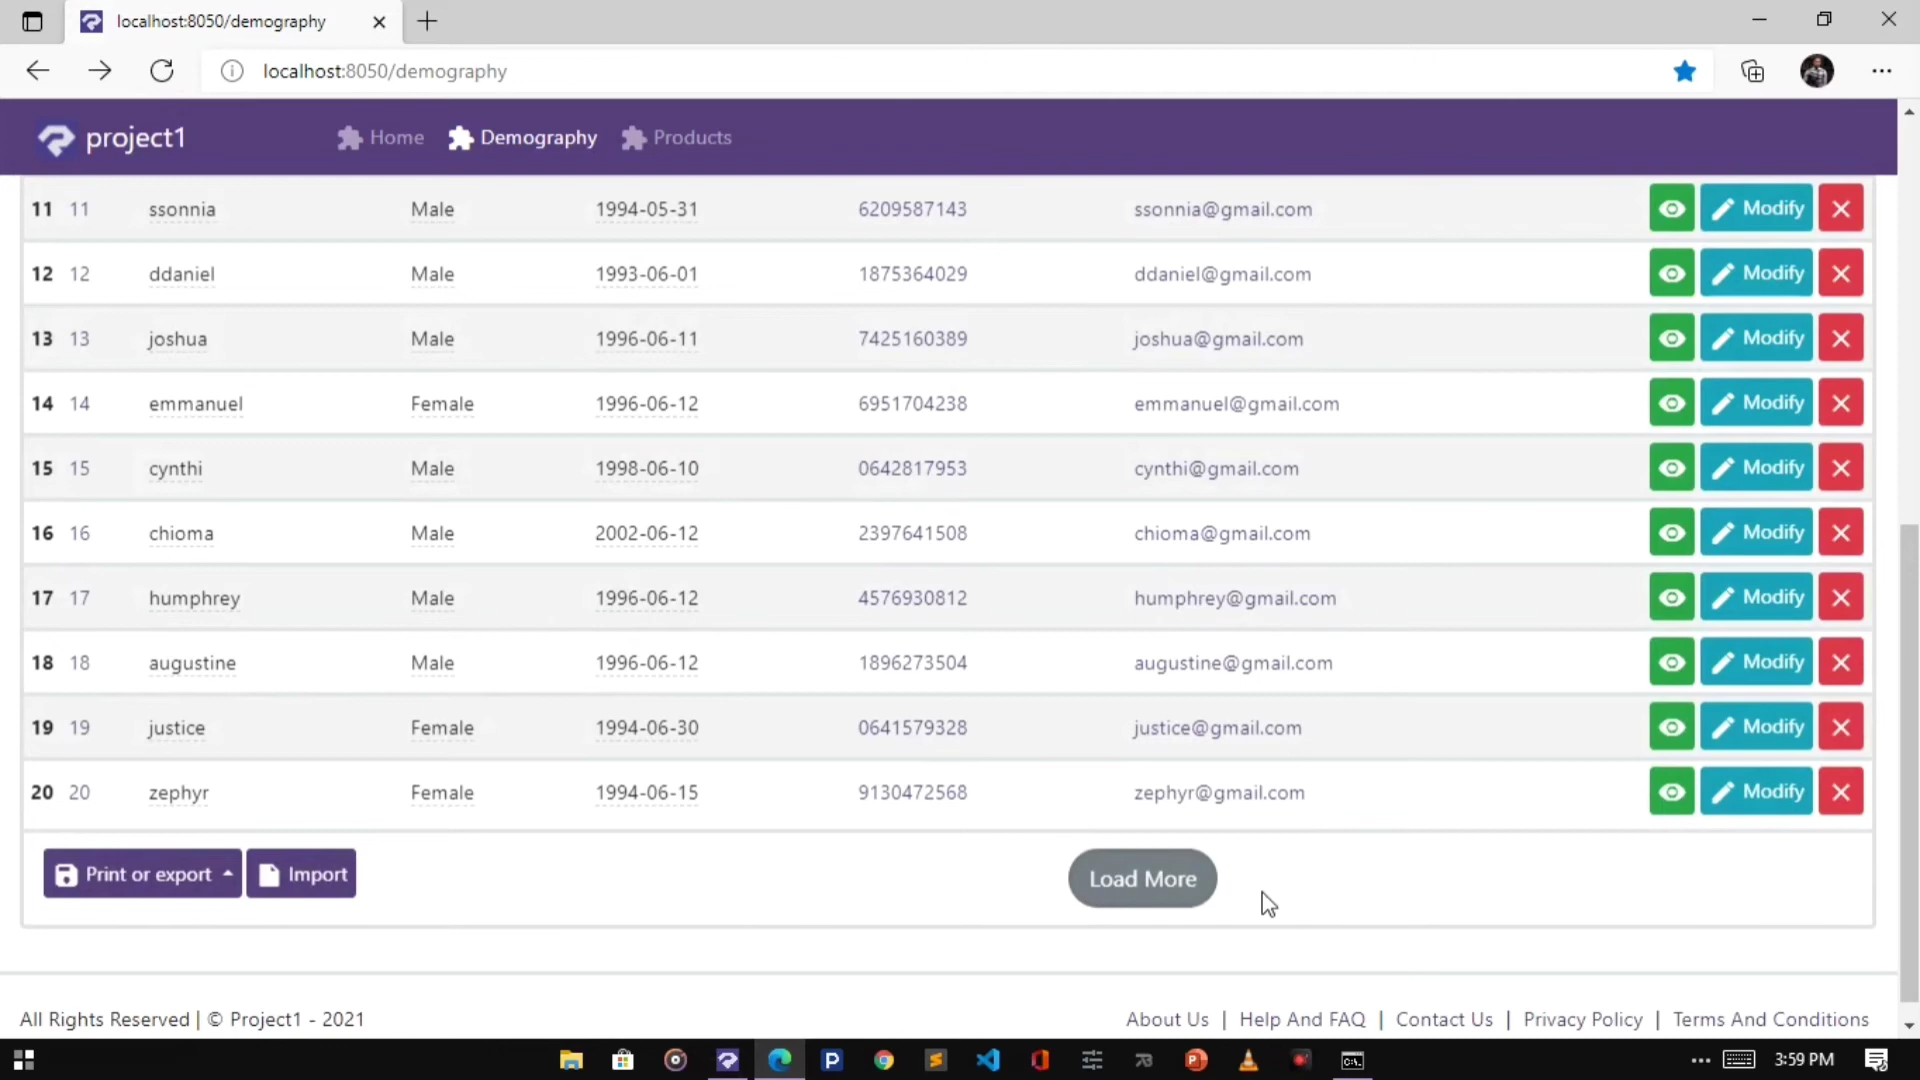 localhost:8050/demography
localhost:8050/demography
project1 Home Demography Products
11 11 ssonnia Male 1994-05-31 6209587143 ssonnia@gmail.com Modify
12 12 ddaniel Male 1993-06-01 1875364029 ddaniel@gmail.com Modify
13 13 joshua Male 1996-06-11 7425160389 joshua@gmail.com Modify
14 14 emmanuel Female 1996-06-12 6951704238 emmanuel@gmail.com Modify
15 15 cynthi Male 1998-06-10 0642817953 cynthi@gmail.com Modify
16 16 chioma Male 2002-06-12 2397641508 chioma@gmail.com Modify
17 17 humphrey Male 1996-06-12 4576930812 humphrey@gmail.com Modify
18 18 augustine Male 1996-06-12 1896273504 augustine@gmail.com Modify
19 19 justice Female 1994-06-30 0641579328 justice@gmail.com Modify
20 20 zephyr Female 1994-06-15 9130472568 zephyr@gmail.com Modify
Print or export Import Load More
All Rights Reserved | © Project1 - 2021 About Us | Help And FAQ | Contact Us | Privacy Policy | Terms And Conditions
3:59 PM